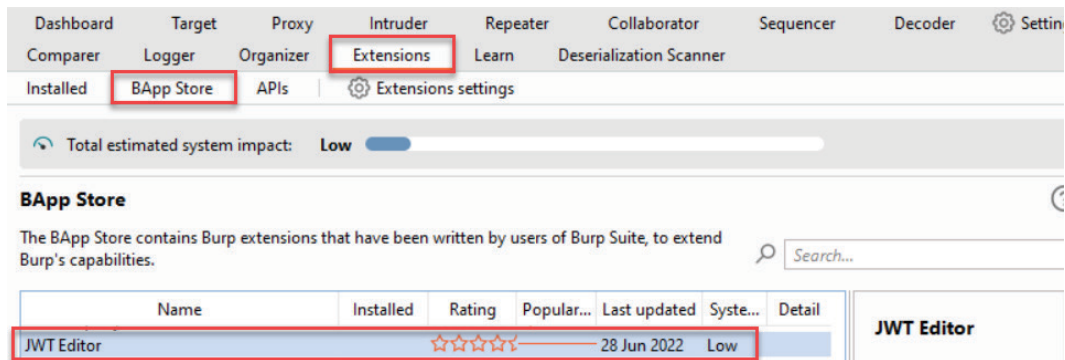 Dashboard Target Proxy Intruder Repeater Collaborator Sequencer Decoder
Comparer Logger Organizer Extensions Learn Deserialization Scanner
Installed BApp Store APIs Extensions settings
Total estimated system impact: Low
BApp Store
The BApp Store contains Burp extensions that have been written by users of Burp Suite, to extend
Burp's capabilities.
Search...
Name Installed Rating Popular... Last updated Syste... Detail
JWT Editor 28 Jun 2022 Low
JWT Editor